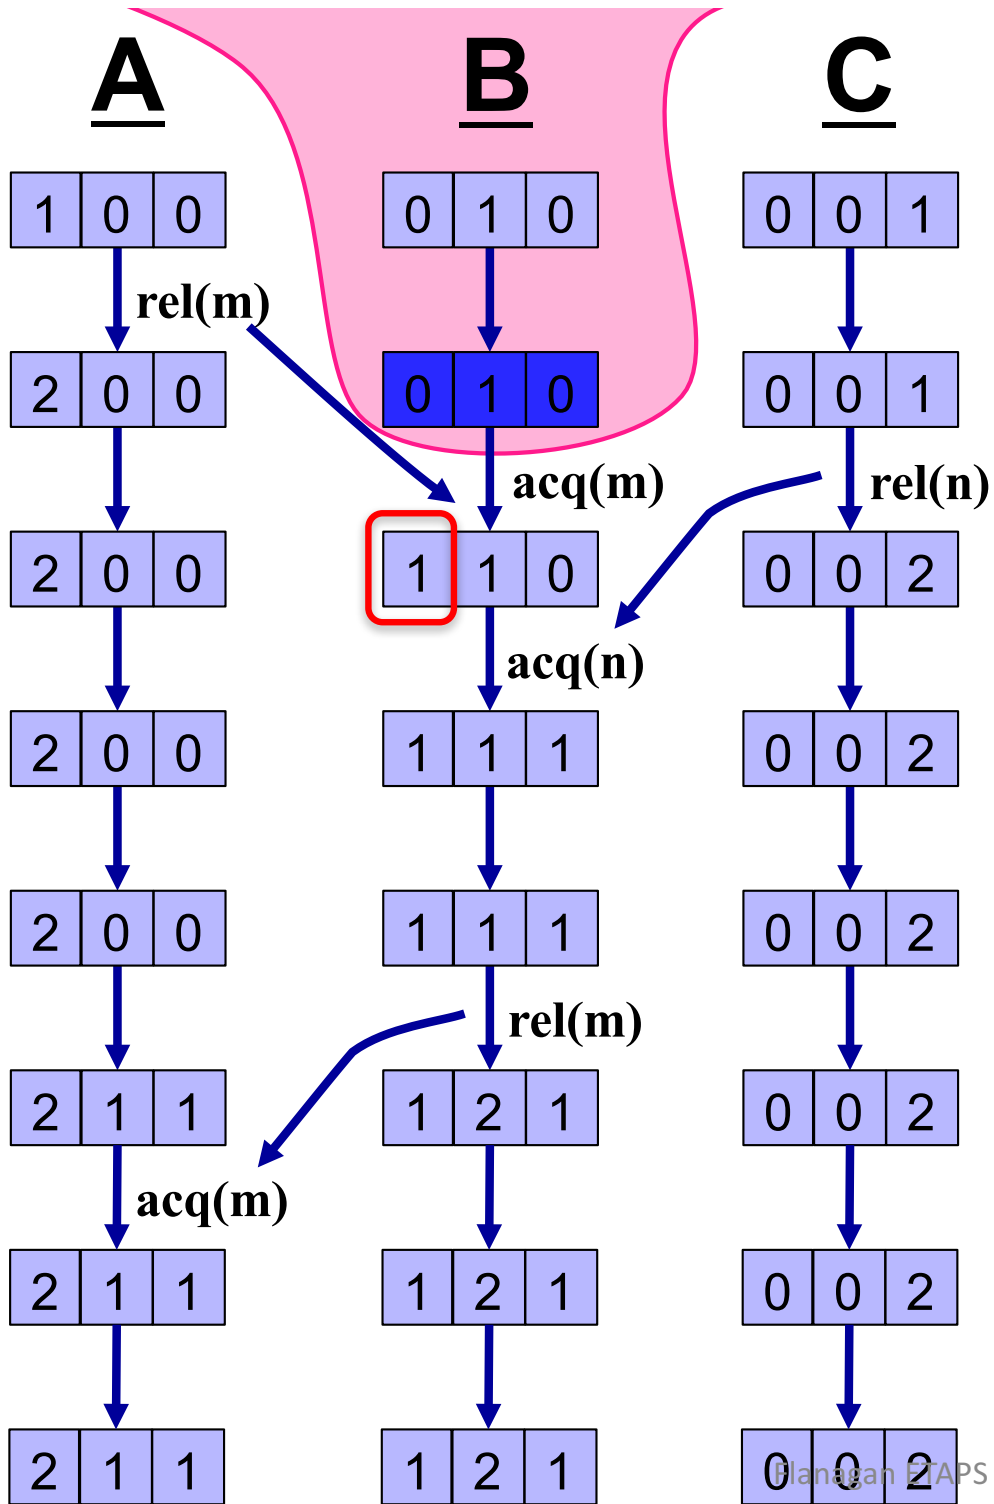 A B C
1 0 0 0 1 0 0 0 1
rel(m)
2 0 0 0 1 0 0 0 1
acq(m) rel(n)
2 0 0 1 1 0 0 0 2
acq(n)
2 0 0 1 1 1 0 0 2
2 0 0 1 1 1 0 0 2
rel(m)
2 1 1 1 2 1 0 0 2
acq(m)
2 1 1 1 2 1 0 0 2
2 1 1 1 2 1 0 0 2
Flanagan ETAPS